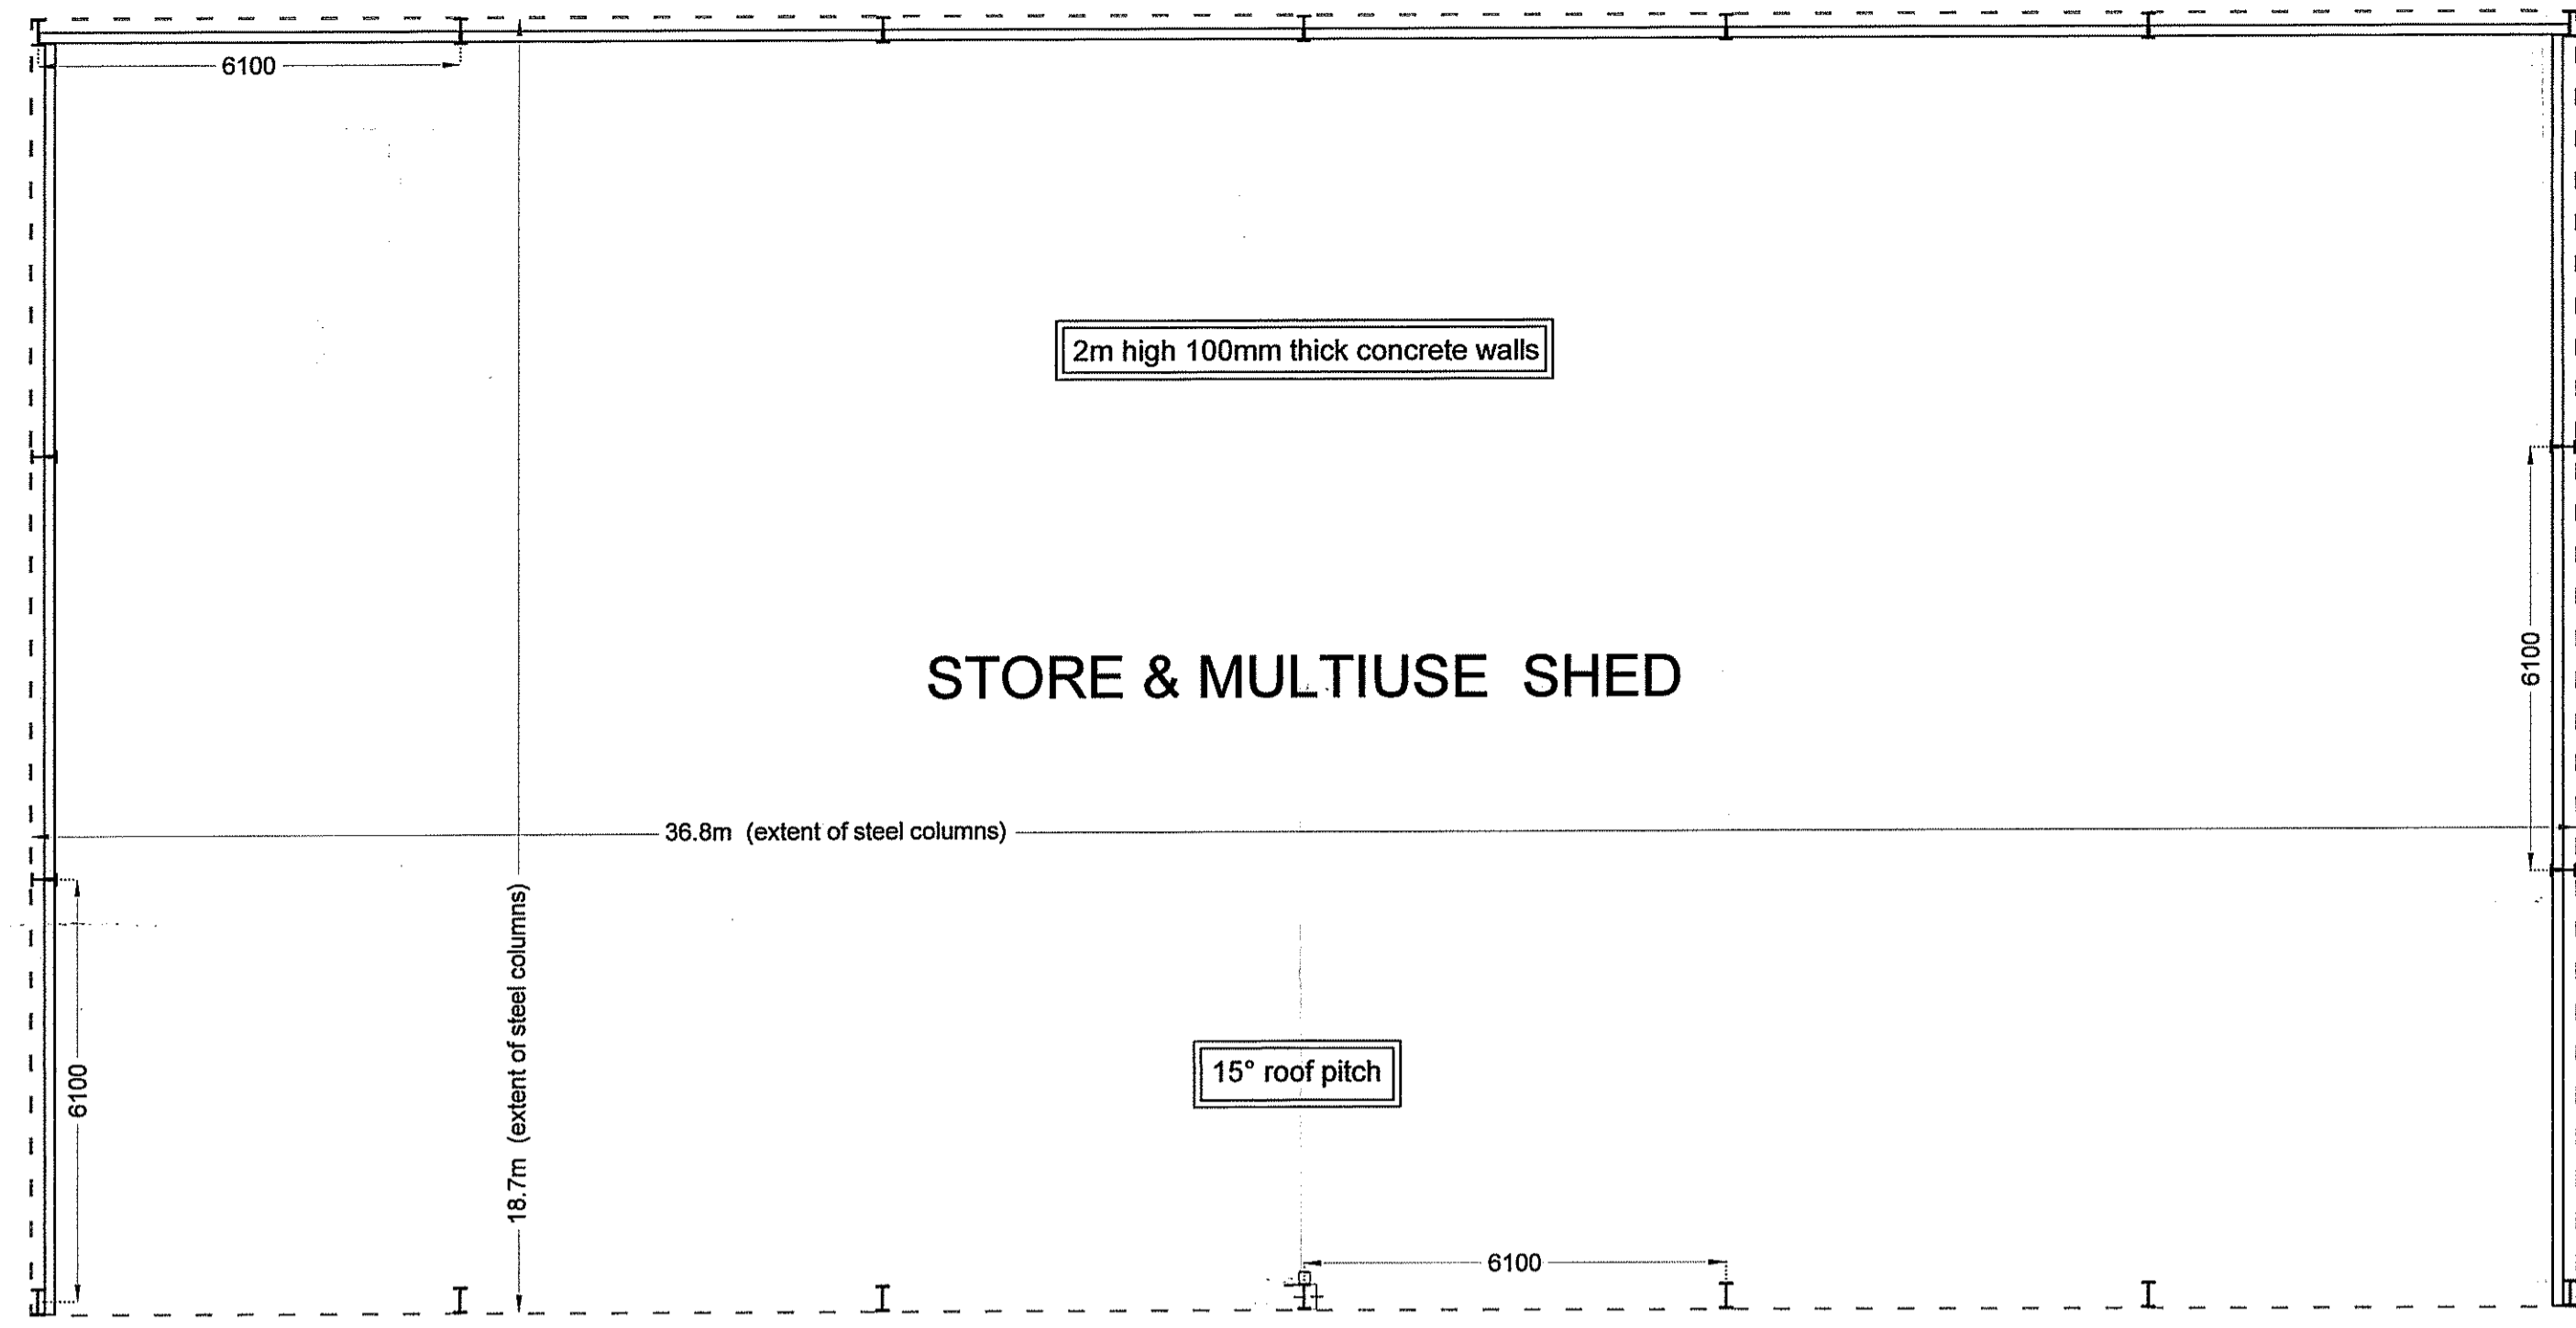 6100
2m high 100mm thick concrete walls
STORE & MULTIUSE SHED
6100
36.8m (extent of steel columns)
18.7m (extent of steel columns)
6100
15° roof pitch
6100